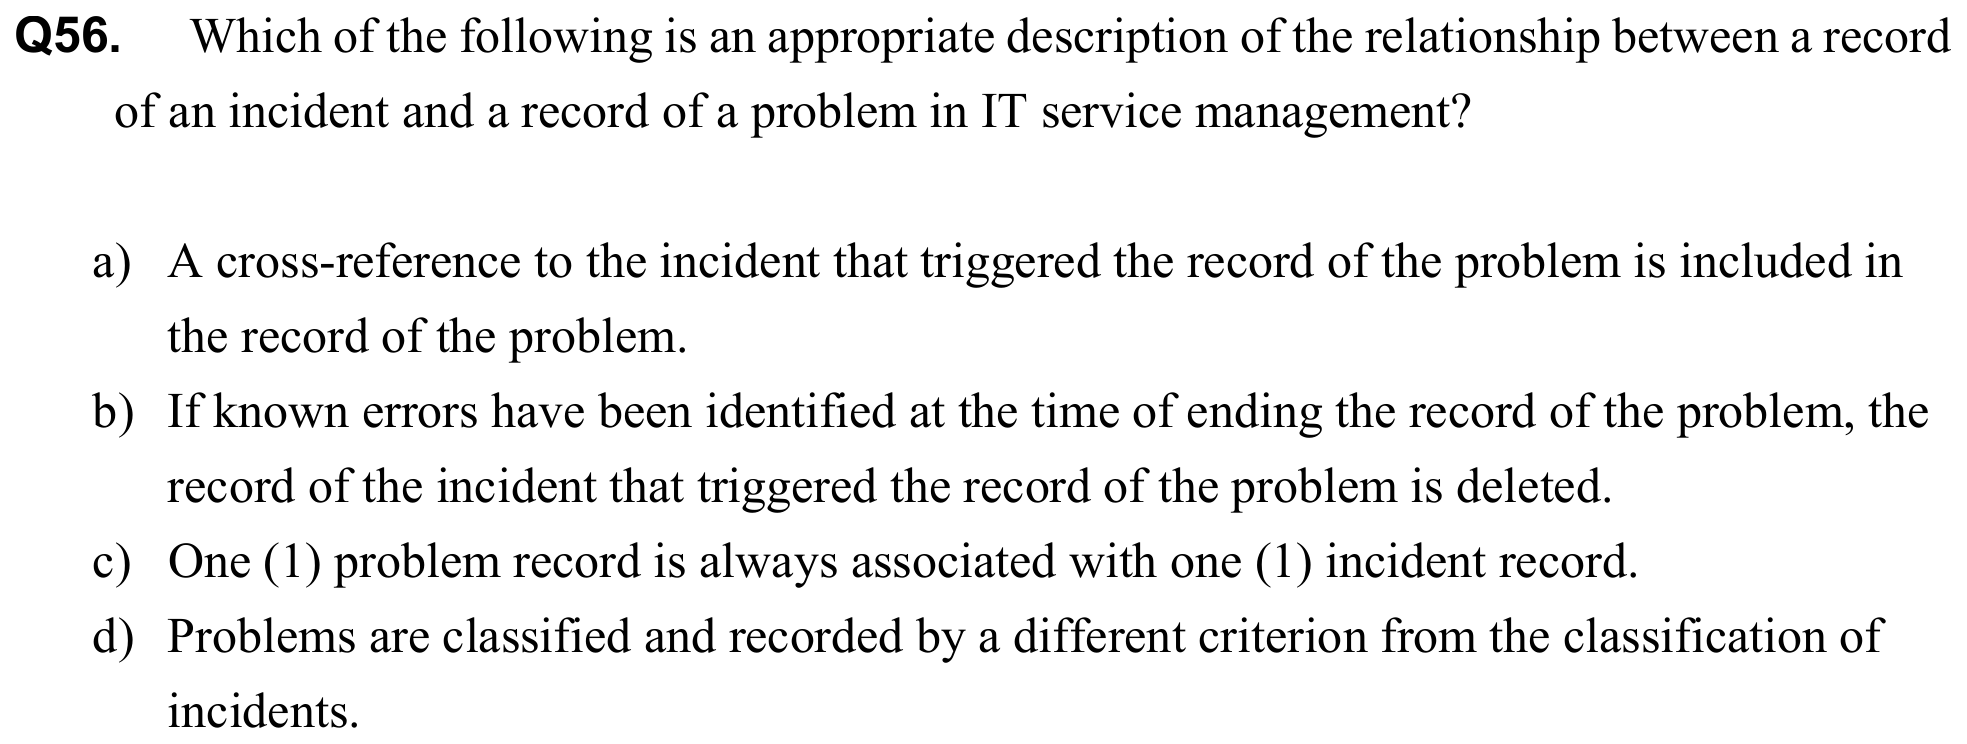 Q56. Which of the following is an appropriate description of the relationship between a record
of an incident and a record of a problem in IT service management?
a) A cross-reference to the incident that triggered the record of the problem is included in
the record of the problem.
b) If known errors have been identified at the time of ending the record of the problem, the
record of the incident that triggered the record of the problem is deleted.
c) One (1) problem record is always associated with one (1) incident record.
d) Problems are classified and recorded by a different criterion from the classification of
incidents.